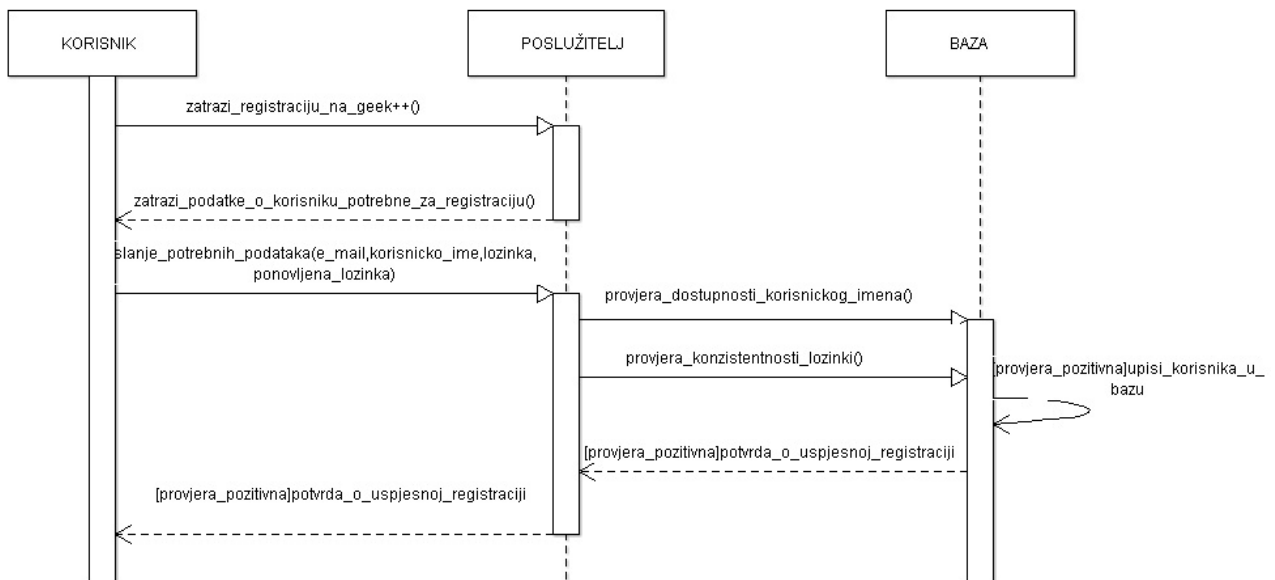 KORISNIK
POSLUŽITELJ
BAZA
zatrazi_registraciju_na_geek++()
zatrazi_podatke_o_korisniku_potrebne_za_registraciju()
slanje_potrebnih_podataka(e_mail,korisnicko_ime,lozinka,
ponovljena_lozinka)
provjera_dostupnosti_korisnickog_imena()
provjera_konzistentnosti_lozinki()
[provjera_pozitivna]upisi_korisnika_u_
bazu
[provjera_pozitivna]potvrda_o_uspjesnoj_registraciji
[provjera_pozitivna]potvrda_o_uspjesnoj_registraciji